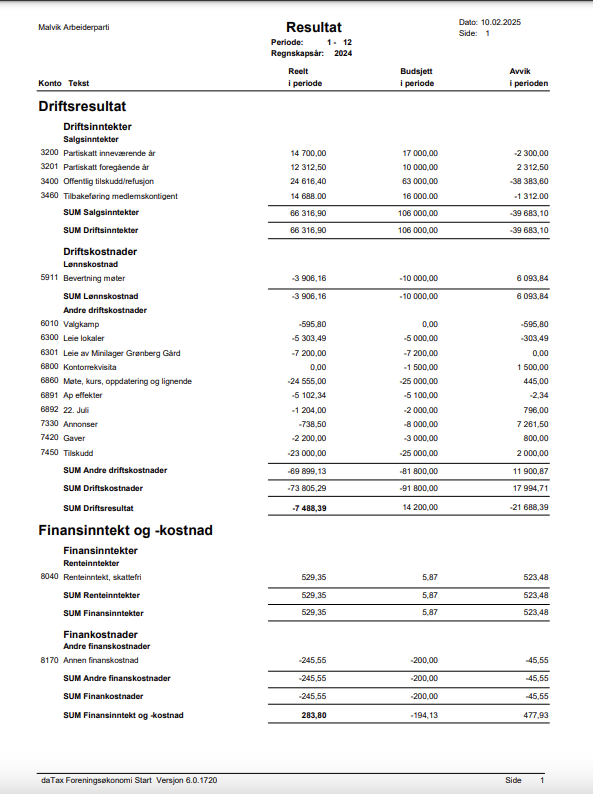 Malvik Arbeiderparti
Resultat
Dato: 10.02.2025
Side: 1
Periode: 1 - 12
Regnskapsår: 2024
Reelt Budsjett Avvik
Konto Tekst i periode i periode i perioden
Driftsresultat
Driftsinntekter
Salgsinntekter
3200 Partiskatt inneværende år 14 700,00 17 000,00 -2 300,00
3201 Partiskatt foregående år 12 312,50 10 000,00 2 312,50
3400 Offentlig tilskudd/refusjon 24 616,40 63 000,00 -38 383,60
3460 Tilbakeføring medlemskontigent 14 688.00 16 000.00 -1 312.00
SUM Salgsinntekter 66 316,90 106 000,00 -39 683,10
SUM Driftsinntekter 66 316,90 106 000,00 -39 683,10
Driftskostnader
Lønnskostnad
5911 Bevertning møter -3 906,16 -10 000,00 6 093,84
SUM Lønnskostnad -3 906,16 -10 000,00 6 093,84
Andre driftskostnader
6010 Valgkamp -595,80 0,00 -595,80
6300 Leie lokaler -5 303,49 -5 000,00 -303,49
6301 Leie av Minilager Grønberg Gård -7 200,00 -7 200,00 0,00
6800 Kontorrekvisita 0,00 -1 500,00 1 500,00
6860 Møte, kurs, oppdatering og lignende -24 555,00 -25 000,00 445,00
6891 Ap effekter -5 102,34 -5 100,00 -2,34
6892 22. Juli -1 204,00 -2 000,00 796,00
7330 Annonser -738,50 -8 000,00 7 261,50
7420 Gaver -2 200,00 -3 000,00 800,00
7450 Tilskudd -23 000,00 -25 000,00 2 000,00
SUM Andre driftskostnader -69 899,13 -81 800,00 11 900,87
SUM Driftskostnader -73 805,29 -91 800,00 17 994,71
SUM Driftsresultat -7 488,39 14 200,00 -21 688,39
Finansinntekt og -kostnad
Finansinntekter
Renteinntekter
8040 Renteinntekt, skattefri 529,35 5,87 523,48
SUM Renteinntekter 529,35 5,87 523,48
SUM Finansinntekter 529,35 5,87 523,48
Finankostnader
Andre finanskostnader
8170 Annen finanskostnad -245,55 -200,00 -45,55
SUM Andre finanskostnader -245,55 -200,00 -45,55
SUM Finankostnader -245,55 -200,00 -45,55
SUM Finansinntekt og -kostnad 283,80 -194,13 477,93
daTax Foreningsøkonomi Start Versjon 6.0.1720 Side 1